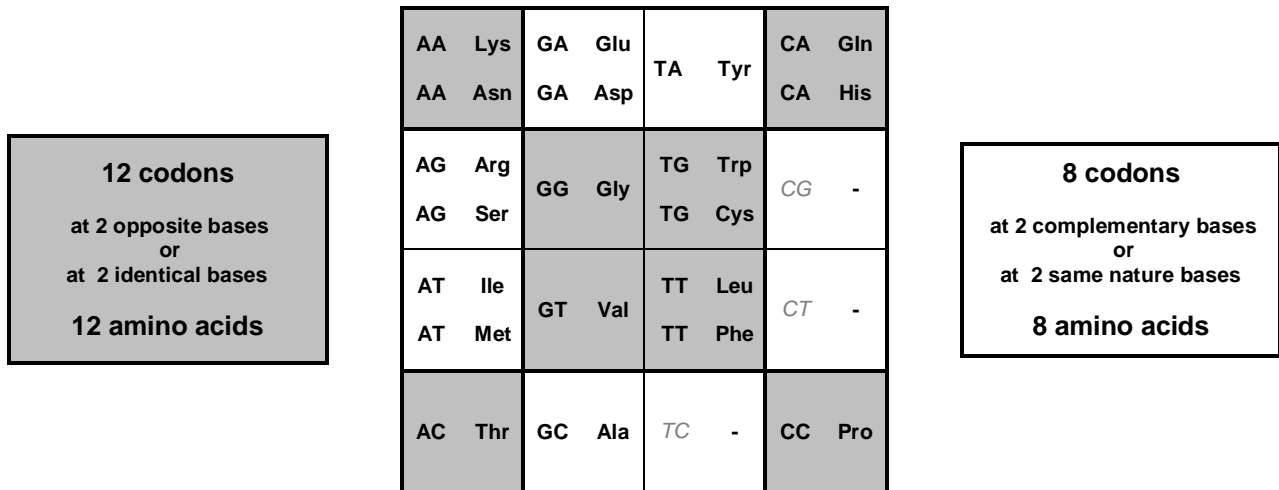 12 codons
at 2 opposite bases
or
at 2 identical bases
12 amino acids
AA Lys GA Glu TA Tyr CA Gln
AA Asn GA Asp CA His
AG Arg GG Gly TG Trp CG -
AG Ser TG Cys
AT Ile GT Val TT Leu CT -
AT Met TT Phe
AC Thr GC Ala TC - CC Pro
8 codons
at 2 complementary bases
or
at 2 same nature bases
8 amino acids